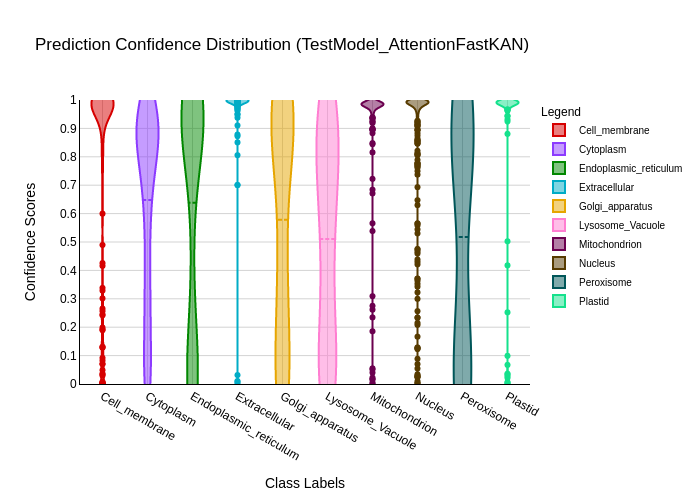 Prediction Confidence Distribution (TestModel_AttentionFastKAN)
Confidence Scores
1
0.9
0.8
0.7
0.6
0.5
0.4
0.3
0.2
0.1
0
Cell_membrane
Cytoplasm
Endoplasmic_reticulum
Extracellular
Golgi_apparatus
Lysosome_Vacuole
Mitochondrion
Nucleus
Peroxisome
Plastid
Class Labels
Legend
Cell_membrane
Cytoplasm
Endoplasmic_reticulum
Extracellular
Golgi_apparatus
Lysosome_Vacuole
Mitochondrion
Nucleus
Peroxisome
Plastid